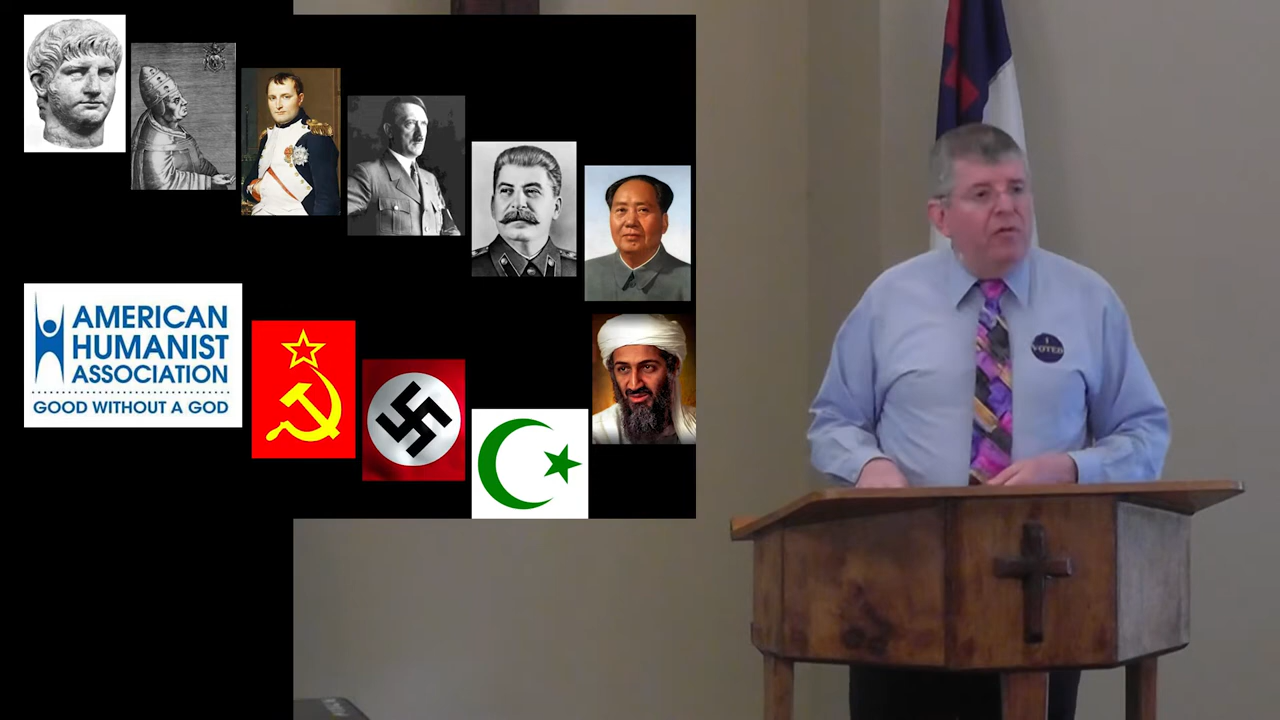 AMERICAN
HUMANIST
ASSOCIATION
GOOD WITHOUT A GOD
I
VOTED